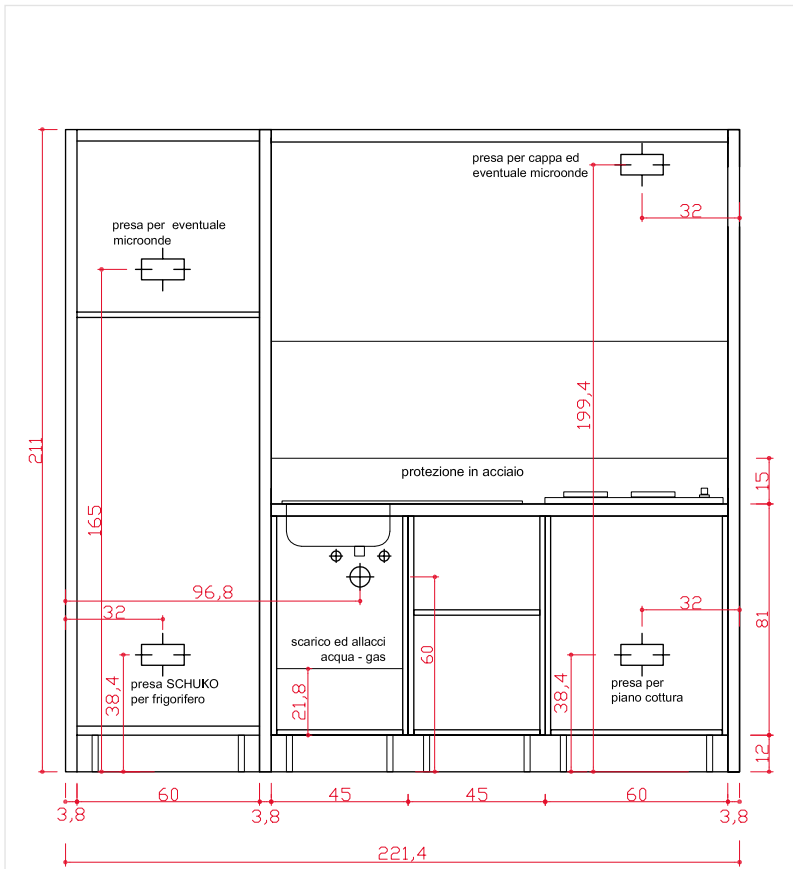 presa per cappa ed
eventuale microonde
32
presa per  eventuale
microonde
199,4
211
protezione in acciaio
15
165
96,8
32
32
81
scarico ed allacci
acqua - gas
60
presa SCHUKO
per frigorifero
38,4
21,8
38,4
presa per
piano cottura
12
60
45
45
60
3,8
3,8
3,8
221,4